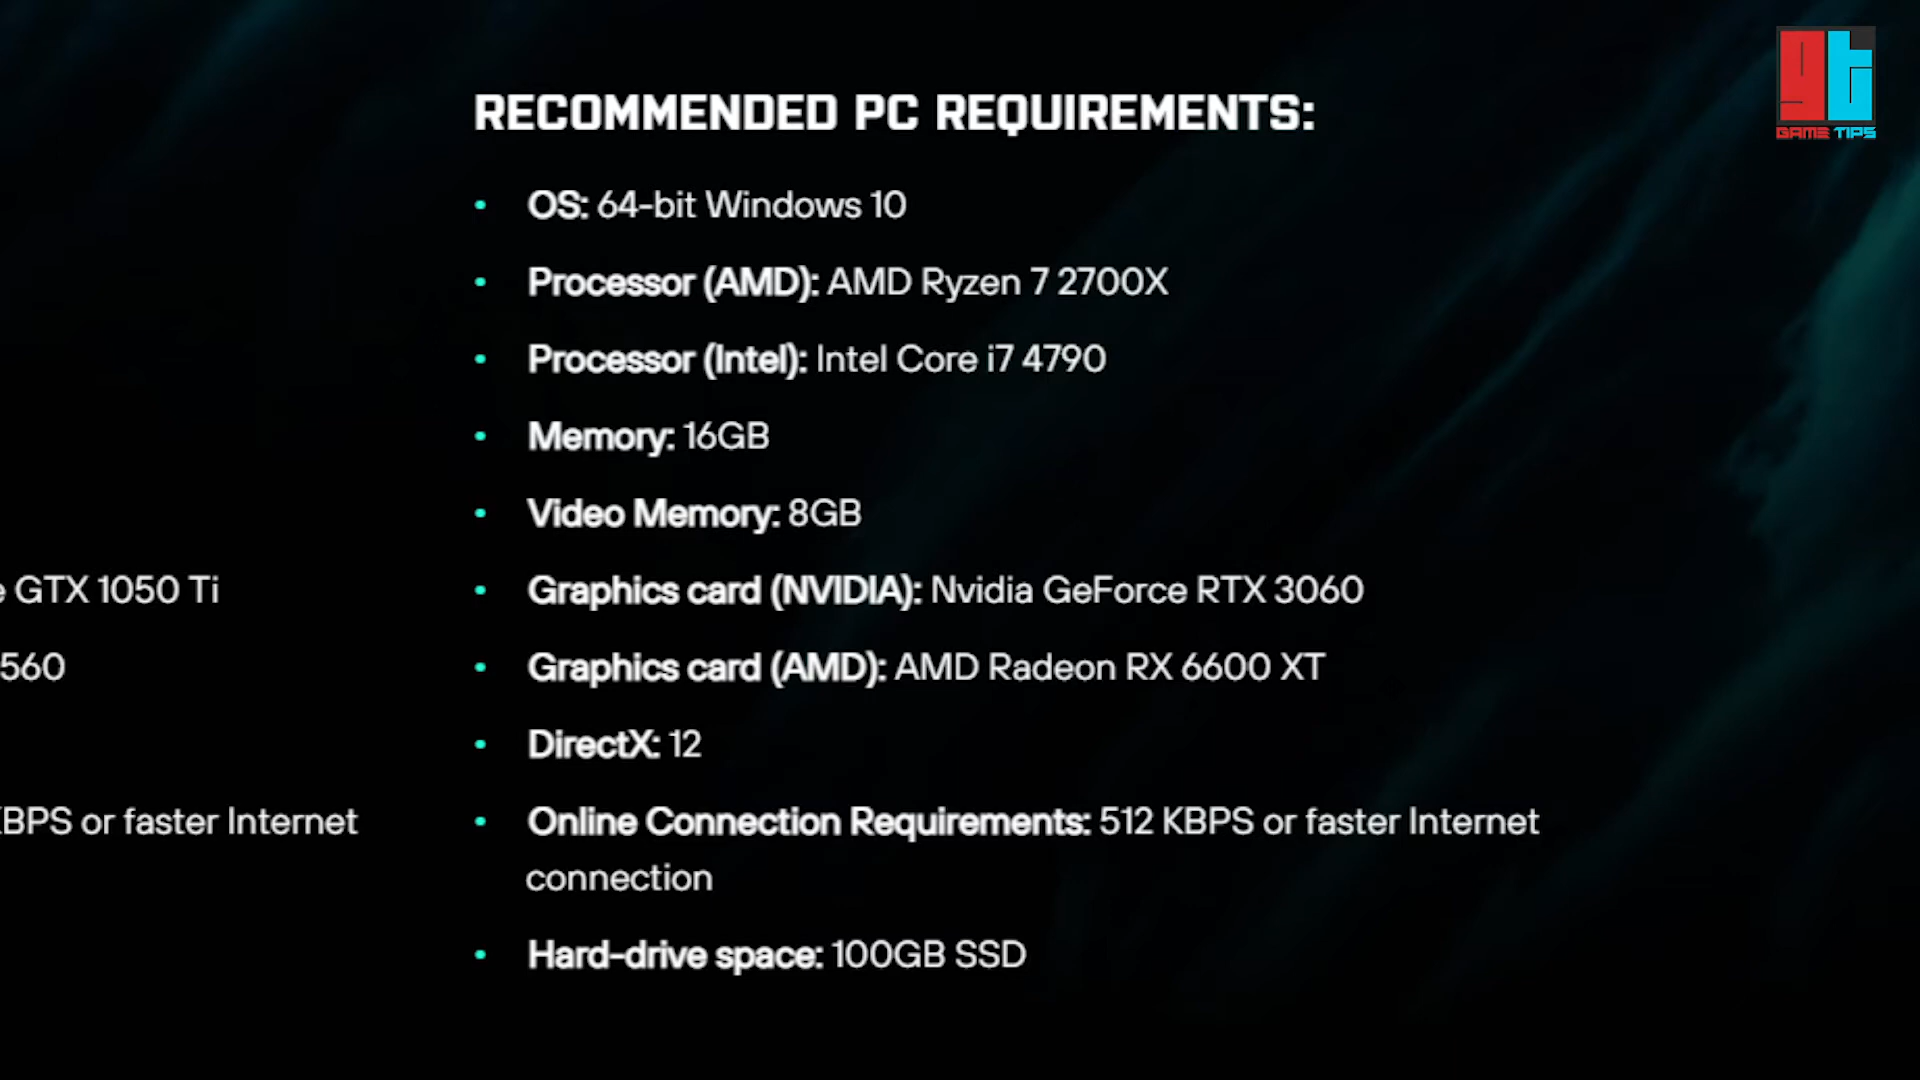 GAME TIPS
RECOMMENDED PC REQUIREMENTS:
• OS: 64-bit Windows 10
• Processor (AMD): AMD Ryzen 7 2700X
• Processor (Intel): Intel Core i7 4790
• Memory: 16GB
• Video Memory: 8GB
GTX 1050 Ti
• Graphics card (NVIDIA): Nvidia GeForce RTX 3060
560
• Graphics card (AMD): AMD Radeon RX 6600 XT
• DirectX: 12
KBPS or faster Internet
• Online Connection Requirements: 512 KBPS or faster Internet
connection
• Hard-drive space: 100GB SSD